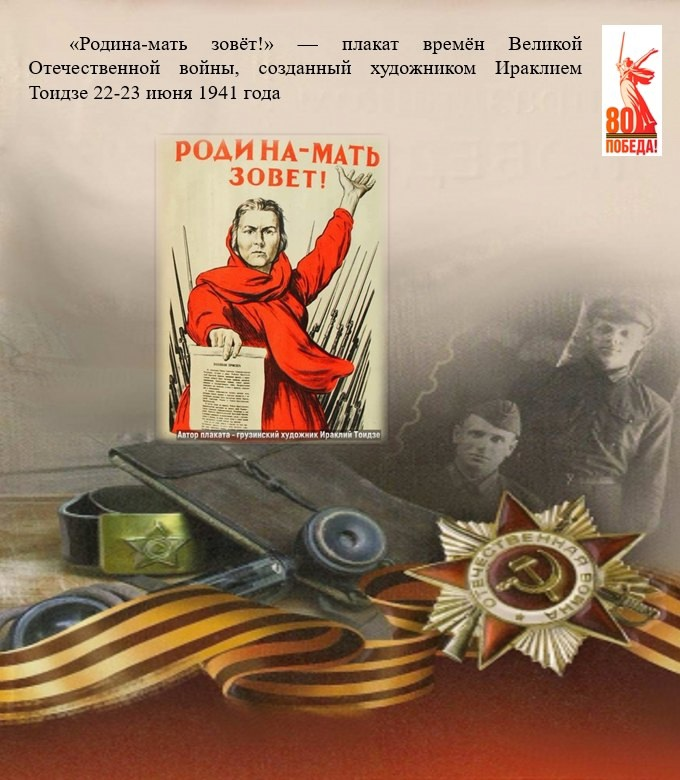 «Родина-мать зовёт!» — плакат времён Великой
Отечественной войны, созданный художником Ираклием
Тоидзе 22-23 июня 1941 года
80
ПОБЕДА!
РОДИНА-МАТЬ
ЗОВЕТ!
Автор плаката - грузинский художник Ираклий Тоидзе
ОТЕЧЕСТВЕННАЯ ВОЙНА